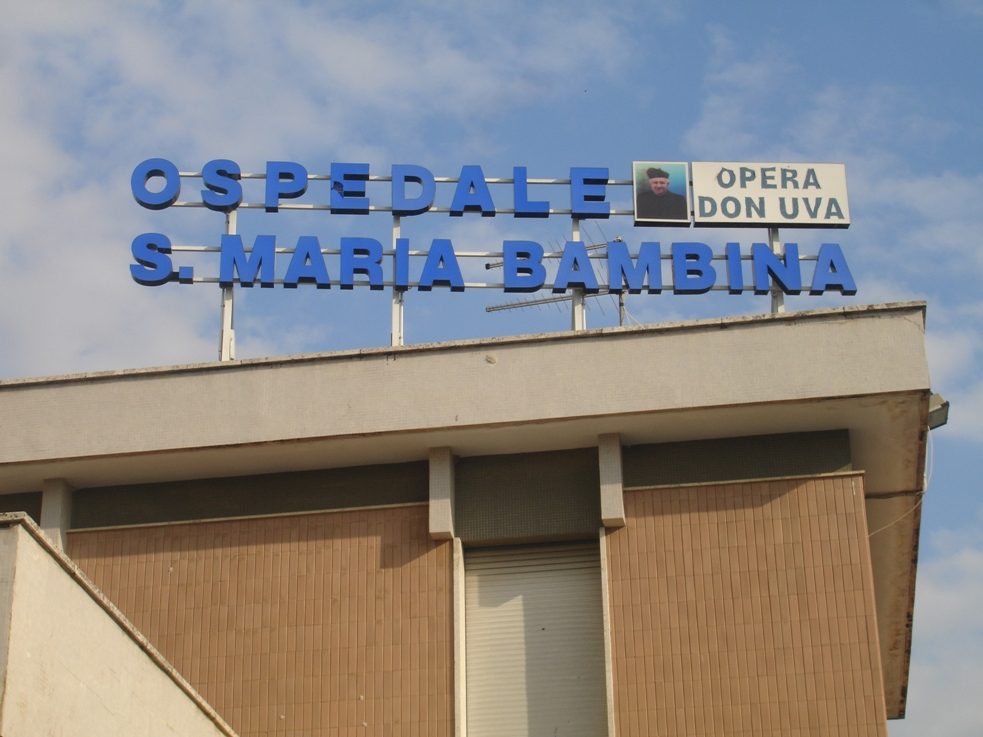 OSPEDALE
S. MARIA BAMBINA
OPERA
DON UVA